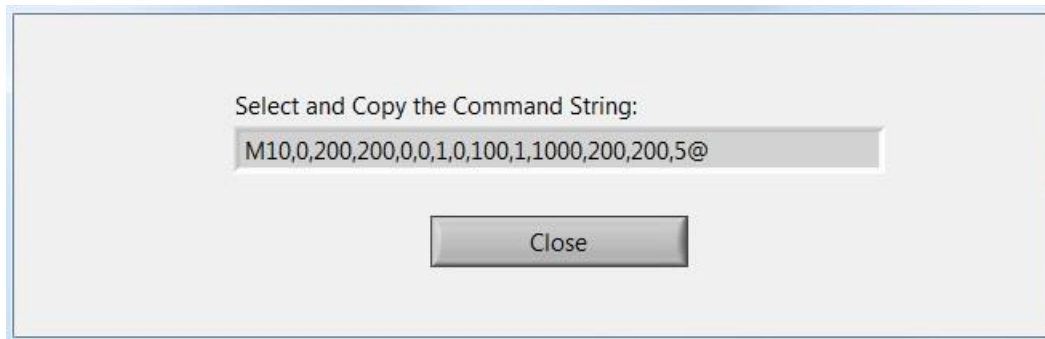 Select and Copy the Command String:
M10,0,200,200,0,0,1,0,100,1,1000,200,200,5@
Close